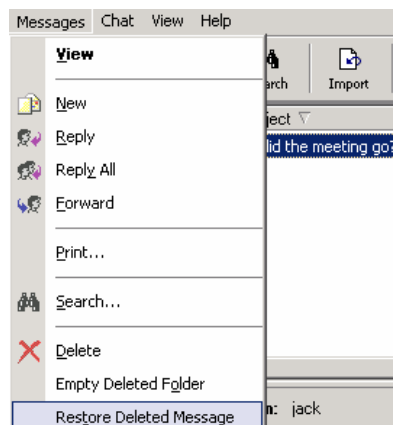 Messages Chat View Help
View
arch Import
New
ject
Reply
did the meeting go?
Reply All
Forward
Print...
Search...
Delete
Empty Deleted Folder
n: jack
Restore Deleted Message